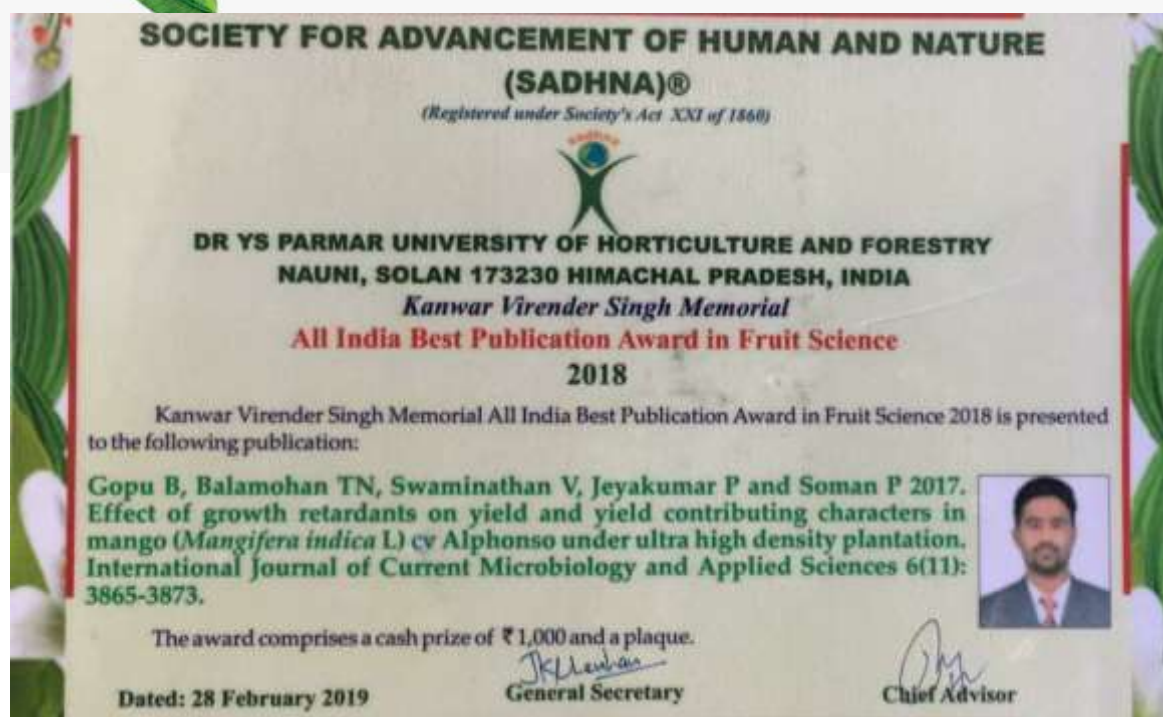 SOCIETY FOR ADVANCEMENT OF HUMAN AND NATURE
(SADHNA)®
(Registered under Society's Act XXI of 1860)
sadhna
DR YS PARMAR UNIVERSITY OF HORTICULTURE AND FORESTRY
NAUNI, SOLAN 173230 HIMACHAL PRADESH, INDIA
Kanwar Virender Singh Memorial
All India Best Publication Award in Fruit Science
2018
Kanwar Virender Singh Memorial All India Best Publication Award in Fruit Science 2018 is presented
to the following publication:
Gopu B, Balamohan TN, Swaminathan V, Jeyakumar P and Soman P 2017.
Effect of growth retardants on yield and yield contributing characters in
mango (Mangifera indica L) cv Alphonso under ultra high density plantation.
International Journal of Current Microbiology and Applied Sciences 6(11):
3865-3873.
The award comprises a cash prize of ₹ 1,000 and a plaque.
Dated: 28 February 2019
General Secretary
Chief Advisor